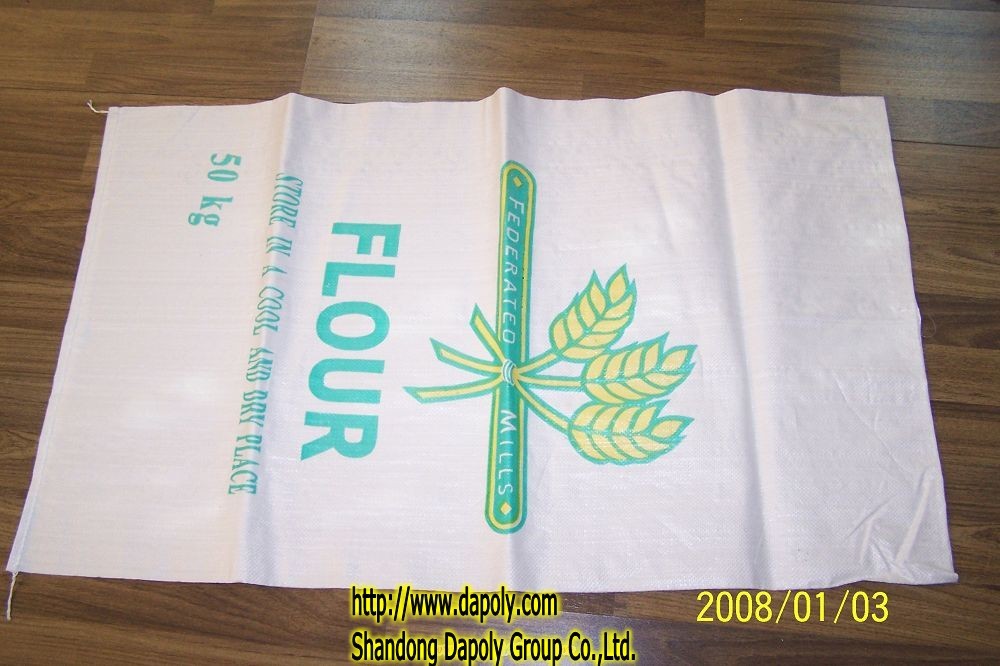 FEDERATED MILLS
FLOUR
STORE IN A COOL AND DRY PLACE
50 kg
http://www.dapoly.com
Shandong Dapoly Group Co.,Ltd.
2008/01/03